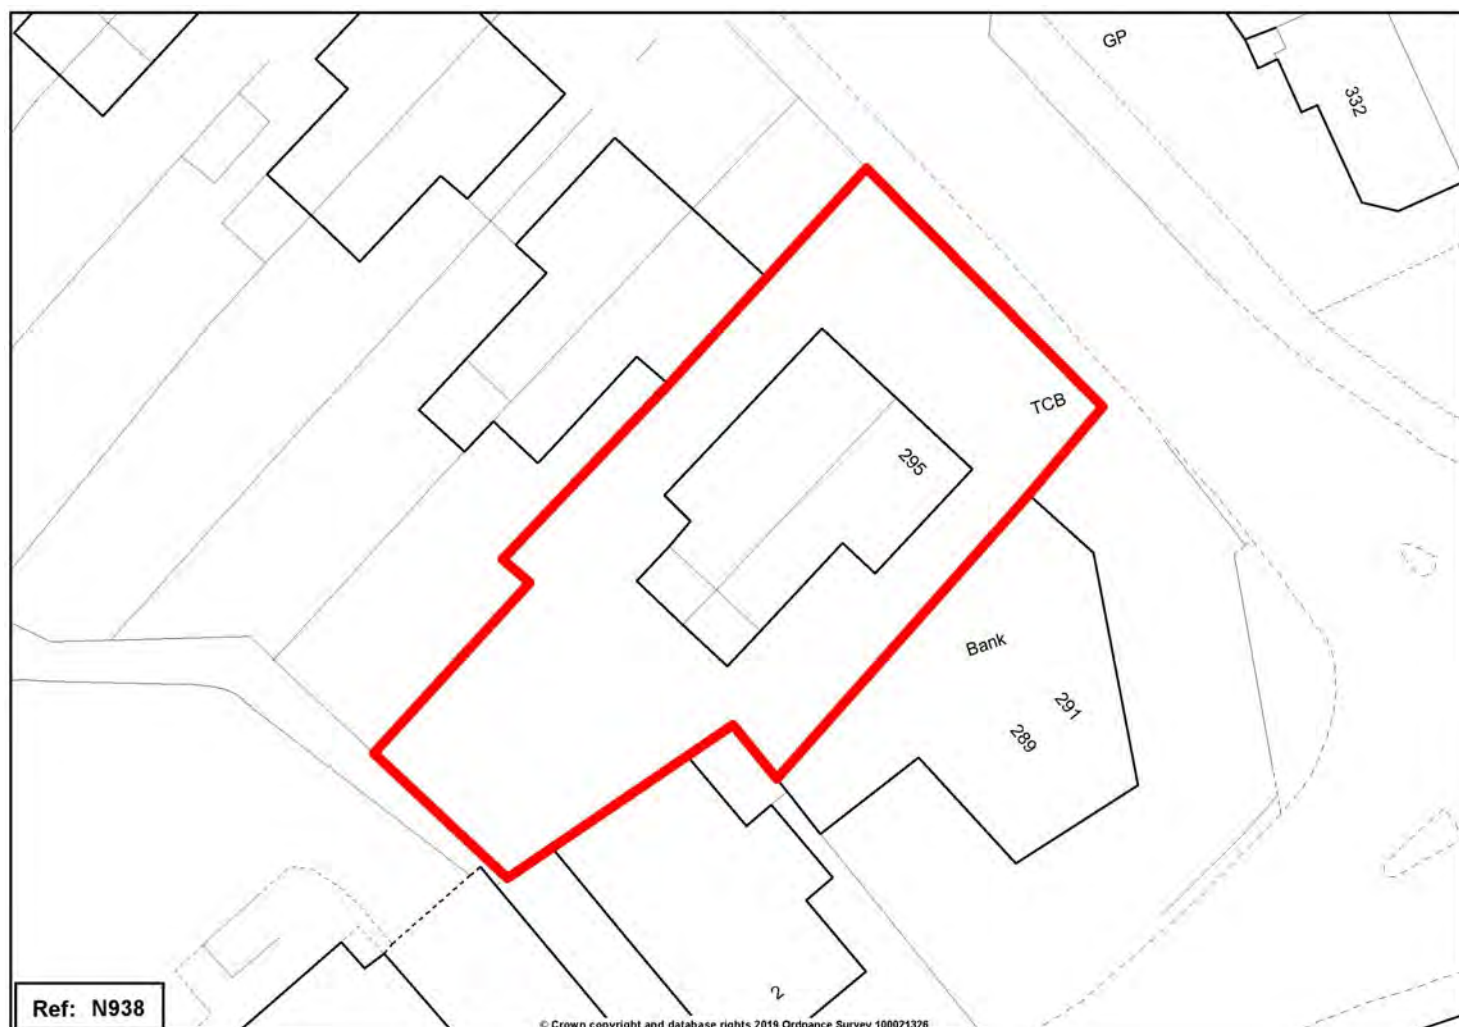 GP
332
TCB
295
Bank
291
289
2
Ref: N938
© Crown copyright and database rights 2019 Ordnance Survey 100021326